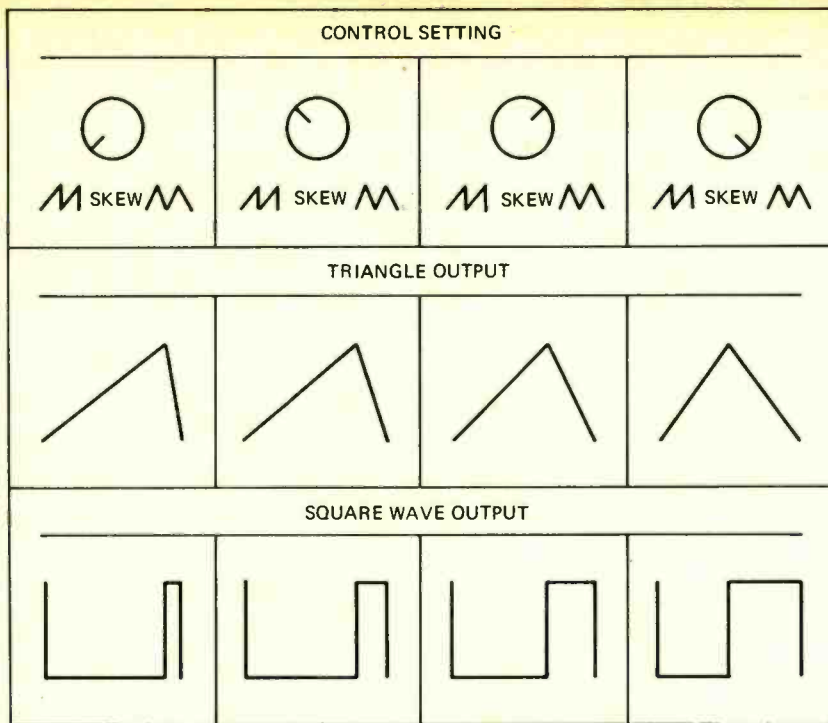 CONTROL SETTING
SKEW SKEW SKEW SKEW
TRIANGLE OUTPUT
SQUARE WAVE OUTPUT